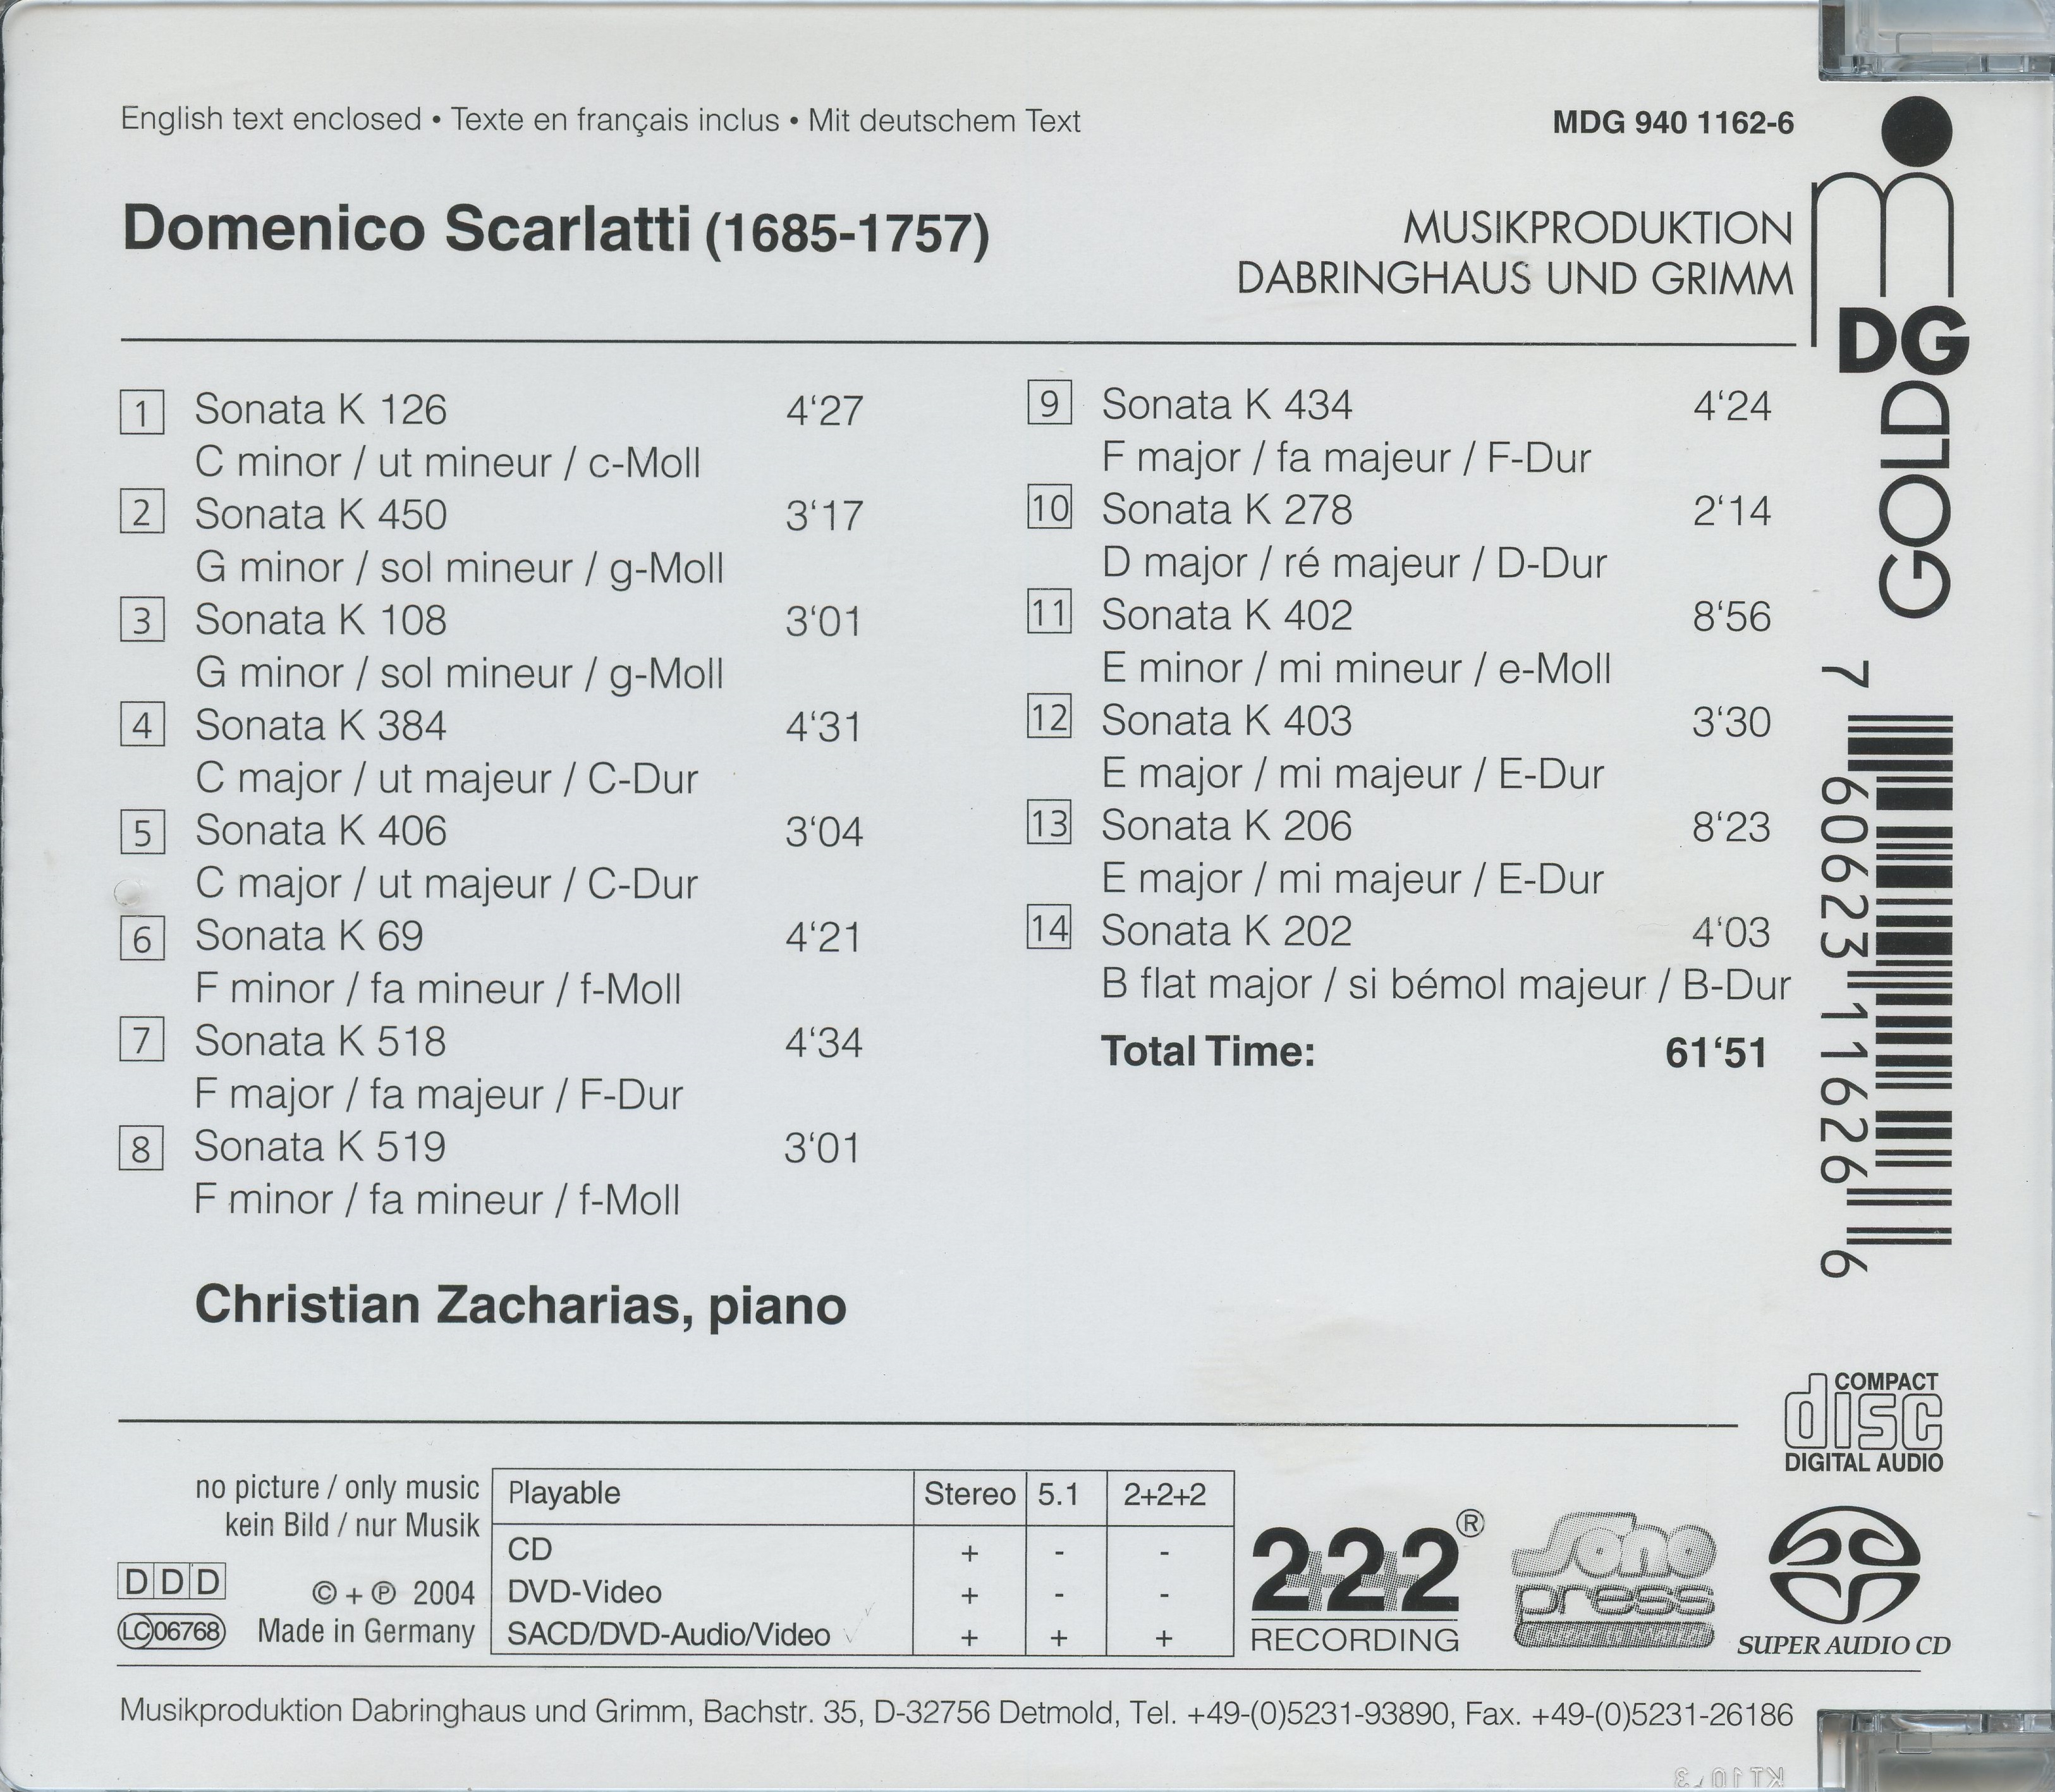 English text enclosed • Texte en français inclus • Mit deutschem Text
MDG 940 1162-6
Domenico Scarlatti (1685-1757)
MUSIKPRODUKTION
DABRINGHAUS UND GRIMM
m
DG
GOLD
1 Sonata K 126 4‘27
C minor / ut mineur / c-Moll
2 Sonata K 450 3‘17
G minor / sol mineur / g-Moll
3 Sonata K 108 3‘01
G minor / sol mineur / g-Moll
4 Sonata K 384 4‘31
C major / ut majeur / C-Dur
5 Sonata K 406 3‘04
C major / ut majeur / C-Dur
6 Sonata K 69 4‘21
F minor / fa mineur / f-Moll
7 Sonata K 518 4‘34
F major / fa majeur / F-Dur
8 Sonata K 519 3‘01
F minor / fa mineur / f-Moll
9 Sonata K 434 4‘24
F major / fa majeur / F-Dur
10 Sonata K 278 2‘14
D major / ré majeur / D-Dur
11 Sonata K 402 8‘56
E minor / mi mineur / e-Moll
12 Sonata K 403 3‘30
E major / mi majeur / E-Dur
13 Sonata K 206 8‘23
E major / mi majeur / E-Dur
14 Sonata K 202 4‘03
B flat major / si bémol majeur / B-Dur
Total Time: 61‘51
7 60623 11626 6
Christian Zacharias, piano
COMPACT
disc
DIGITAL AUDIO
no picture / only music
kein Bild / nur Musik
DDD
© + ℗ 2004
LC 06768
Made in Germany
Playable Stereo 5.1 2+2+2
CD + - -
DVD-Video + - -
SACD/DVD-Audio/Video + + +
2+2+2 ®
RECORDING
Sono
press
SUPER AUDIO CD
Musikproduktion Dabringhaus und Grimm, Bachstr. 35, D-32756 Detmold, Tel. +49-(0)5231-93890, Fax. +49-(0)5231-26186